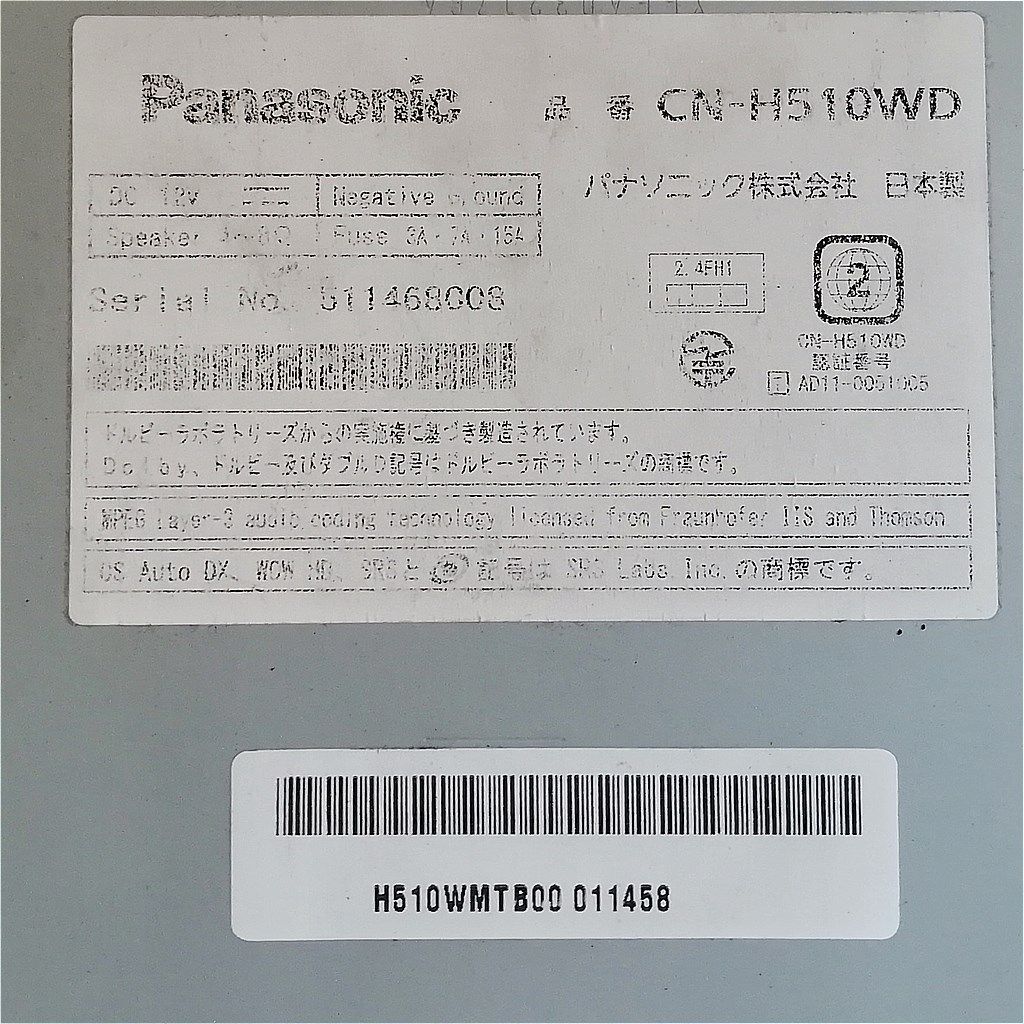 Panasonic 品 番 CN-H510WD
DC 12V Negative ground
パナソニック株式会社 日本製
Speaker 4-8Ω Fuse 3A・7A・15A
2.4FH1
2
Serial No. 511468008
CN-H510WD
認証番号
T AD11-0061005
ドルビーラボラトリーズからの実施権に基づき製造されています。
Dolby、ドルビー及びダブルD記号はドルビーラボラトリーズの商標です。
MPEG Layer-3 audio coding technology licensed from Fraunhofer IIS and Thomson
CS Auto DX、WOW HD、SRSと 記号は SRS Labs Inc.の商標です。
H510WMTB00 011458